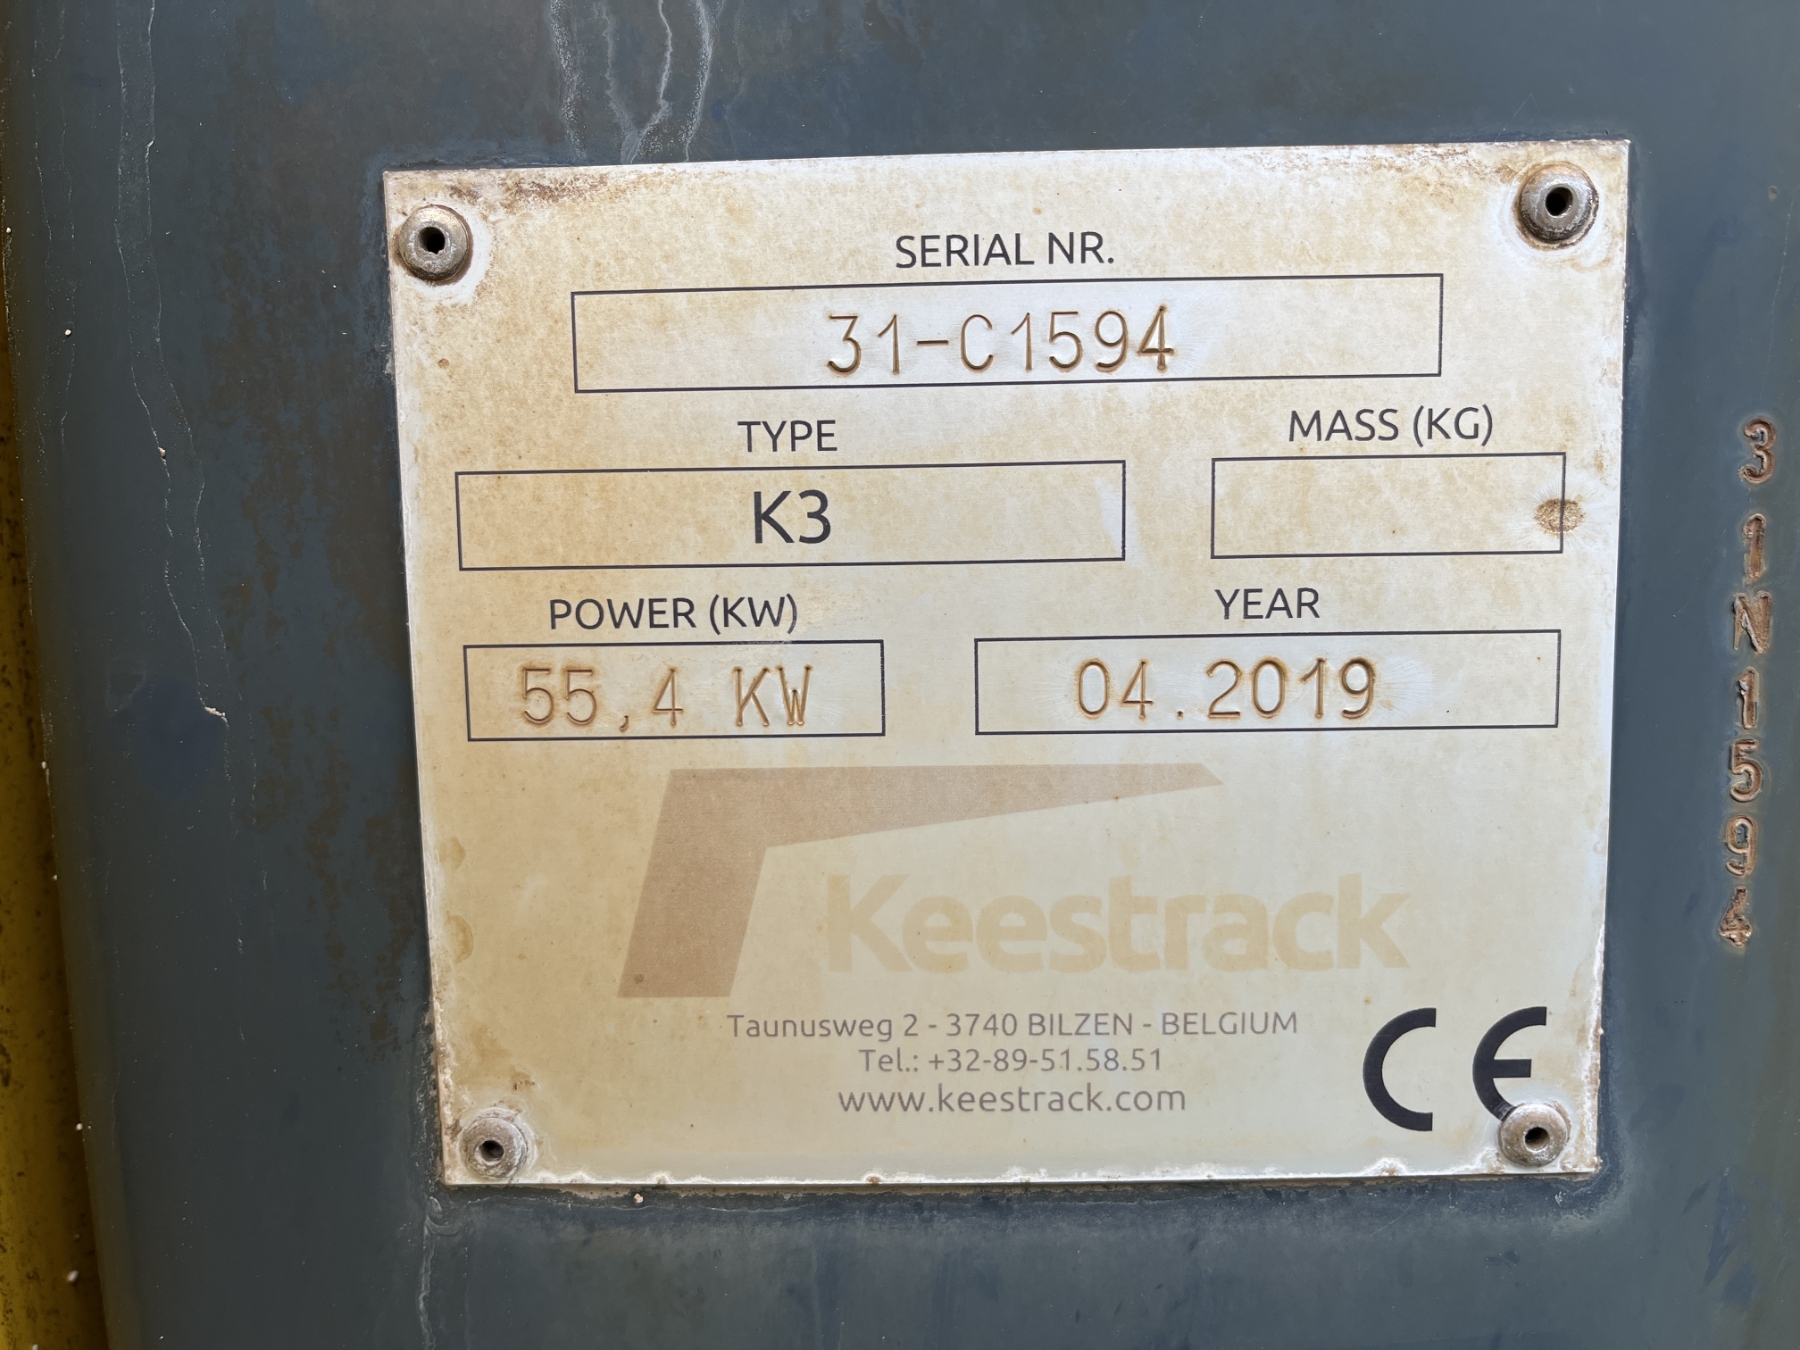 SERIAL NR.
31-C1594
TYPE
MASS (KG)
K3
POWER (KW)
YEAR
55,4 KW
04.2019
Keestrack
Taunusweg 2 - 3740 BILZEN - BELGIUM
Tel.: +32-89-51.58.51
www.keestrack.com
CE
31N1594